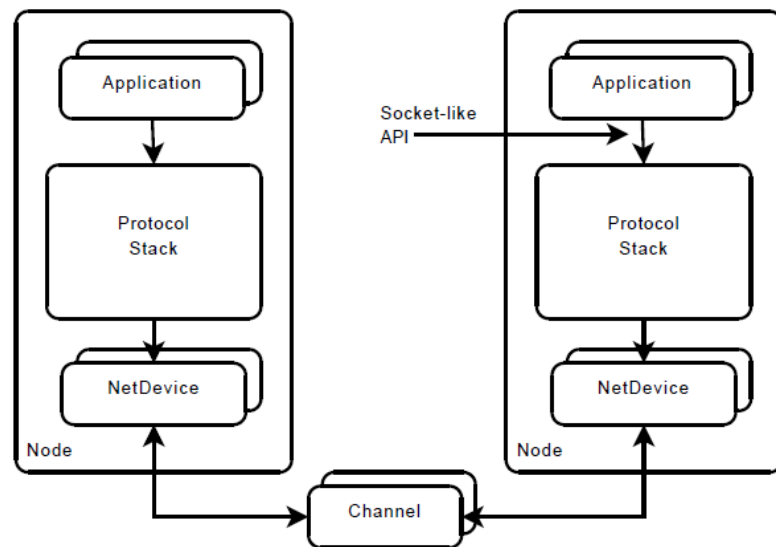 Application
Protocol
Stack
NetDevice
Node
Socket-like
API
Application
Protocol
Stack
NetDevice
Node
Channel